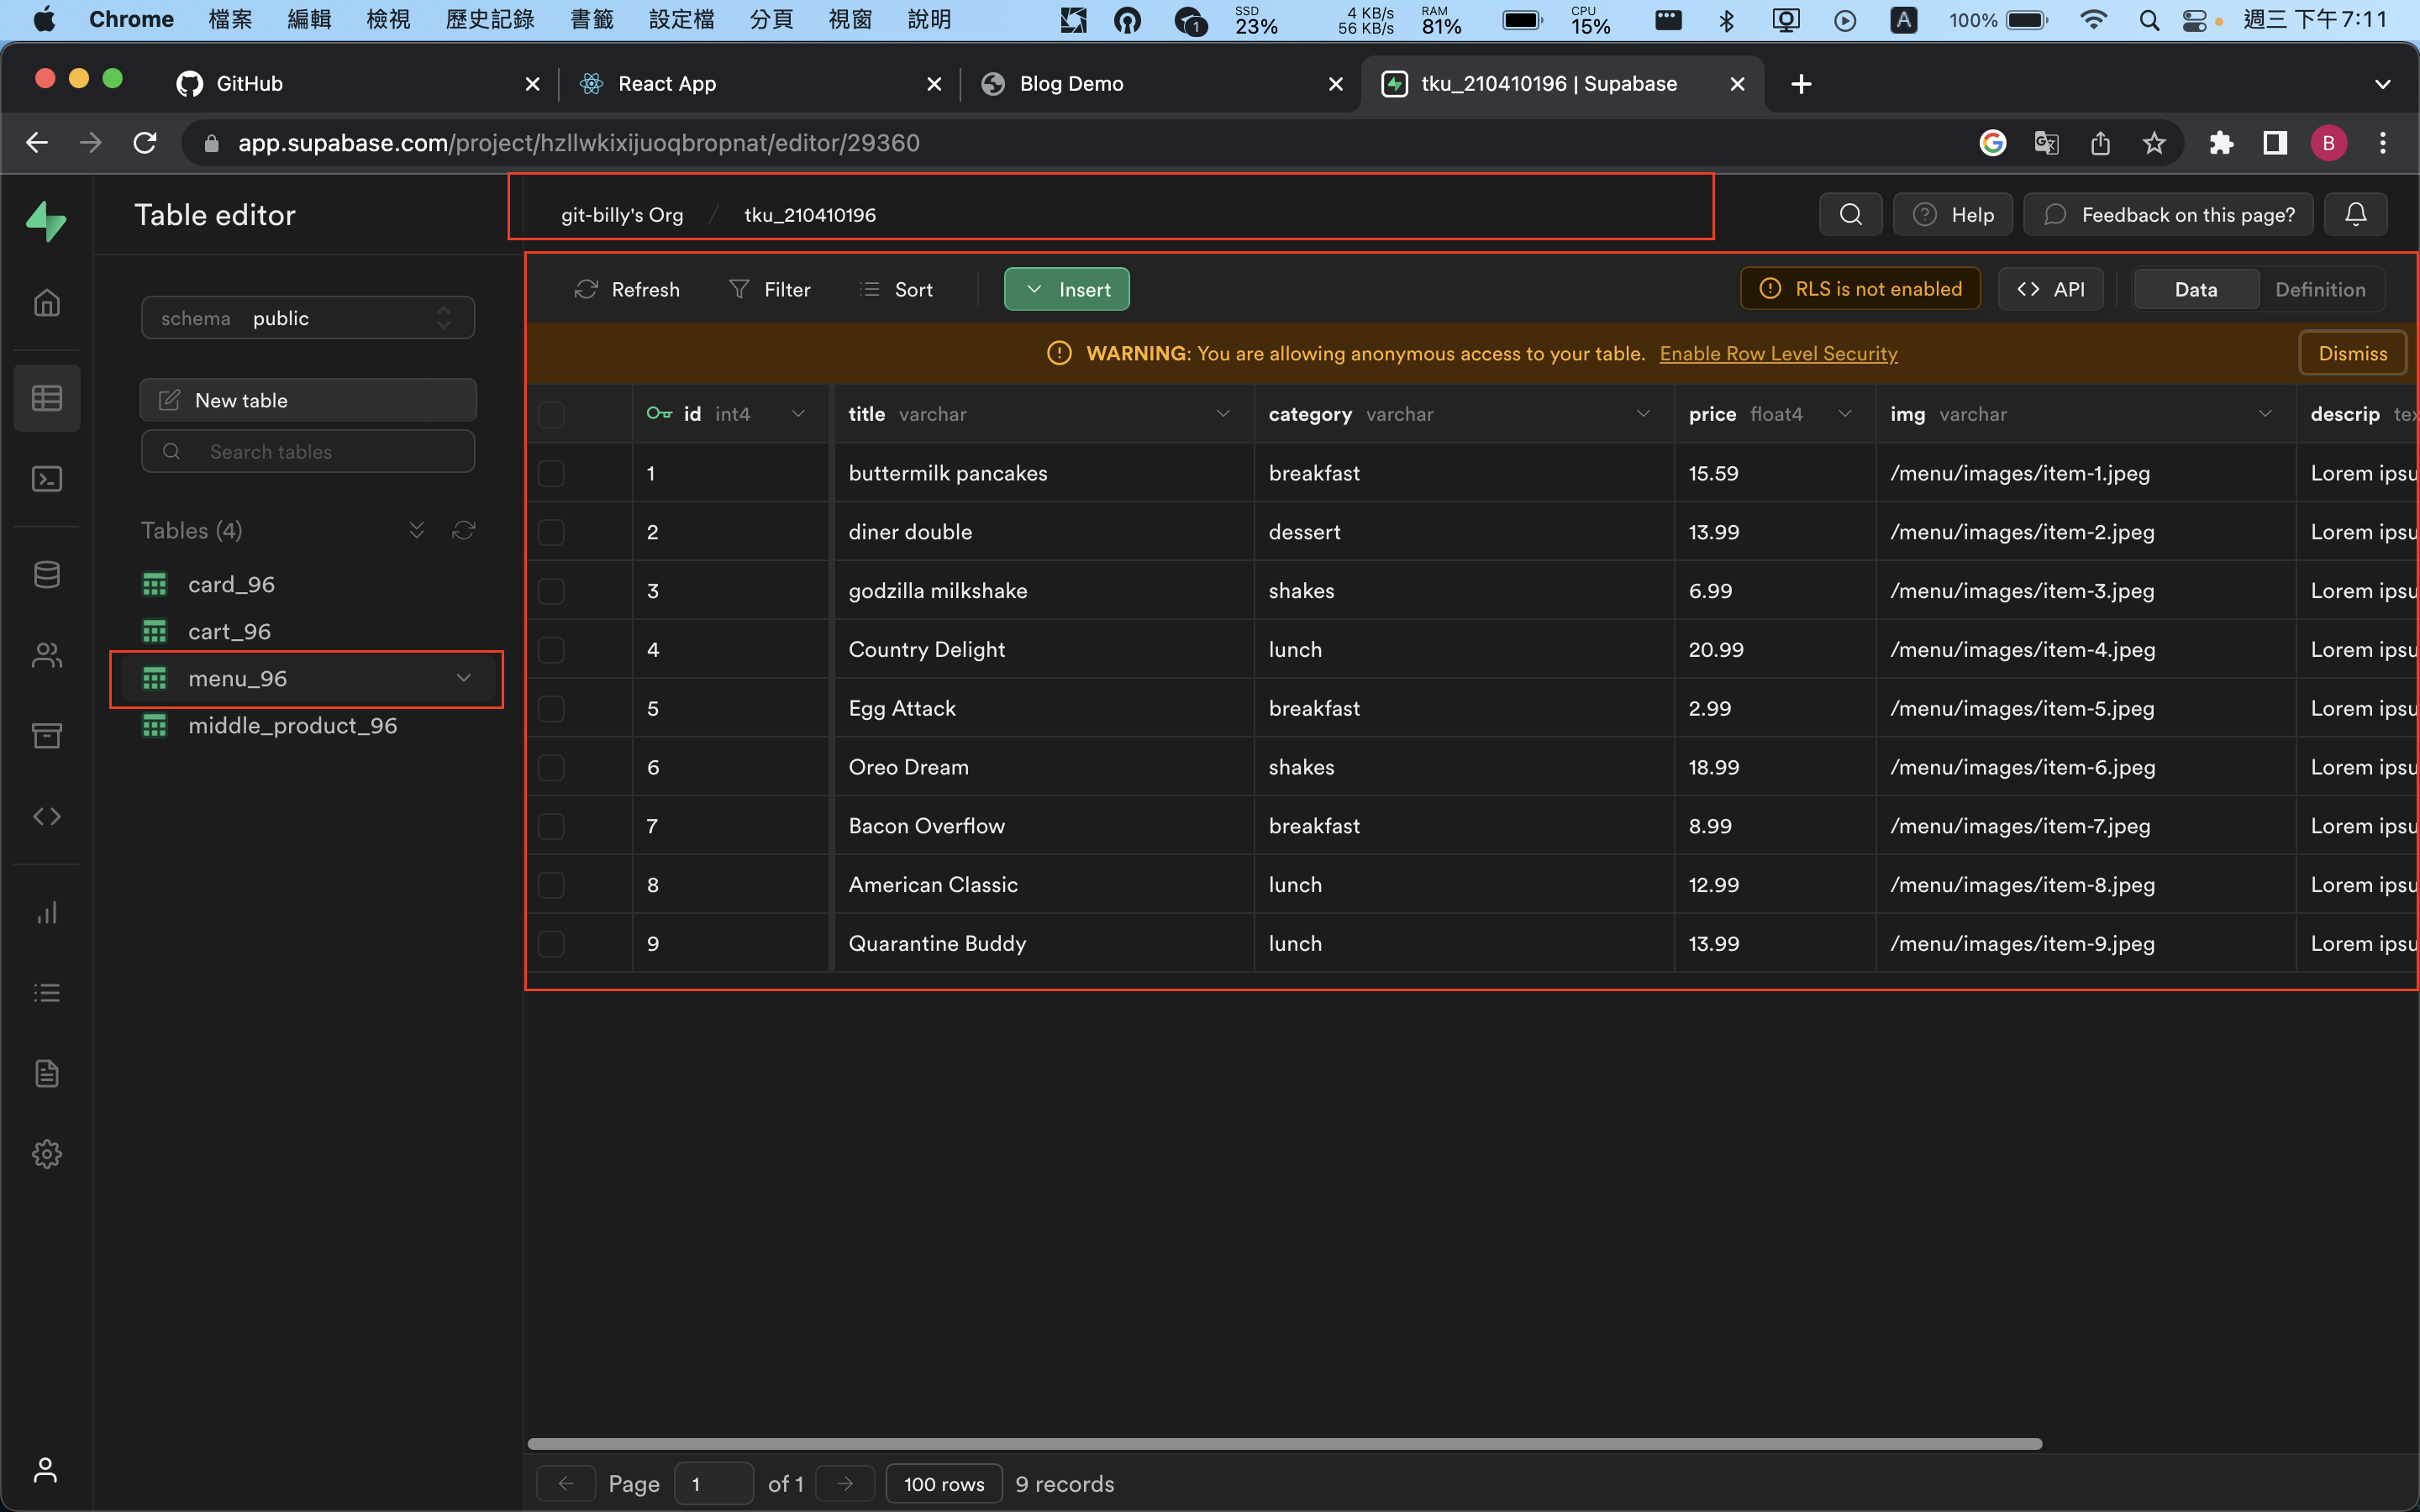 Chrome 檔案 編輯 檢視 歷史記錄 書籤 設定檔 分頁 視窗 說明 1 SSD 23% 4 KB/s 56 KB/s RAM 81% CPU 15% A 100% 週三 下午7:11
GitHub React App Blog Demo tku_210410196 | Supabase
app.supabase.com/project/hzllwkixijuoqbropnat/editor/29360 B
Table editor git-billy's Org / tku_210410196 Help Feedback on this page?
Refresh Filter Sort Insert RLS is not enabled API Data Definition
schema public
WARNING: You are allowing anonymous access to your table. Enable Row Level Security Dismiss
New table
Search tables
Tables (4)
card_96
cart_96
menu_96
middle_product_96
id int4 title varchar category varchar price float4 img varchar descrip tex
1 buttermilk pancakes breakfast 15.59 /menu/images/item-1.jpeg Lorem ipsu
2 diner double dessert 13.99 /menu/images/item-2.jpeg Lorem ipsu
3 godzilla milkshake shakes 6.99 /menu/images/item-3.jpeg Lorem ipsu
4 Country Delight lunch 20.99 /menu/images/item-4.jpeg Lorem ipsu
5 Egg Attack breakfast 2.99 /menu/images/item-5.jpeg Lorem ipsu
6 Oreo Dream shakes 18.99 /menu/images/item-6.jpeg Lorem ipsu
7 Bacon Overflow breakfast 8.99 /menu/images/item-7.jpeg Lorem ipsu
8 American Classic lunch 12.99 /menu/images/item-8.jpeg Lorem ipsu
9 Quarantine Buddy lunch 13.99 /menu/images/item-9.jpeg Lorem ipsu
Page 1 of 1 100 rows 9 records